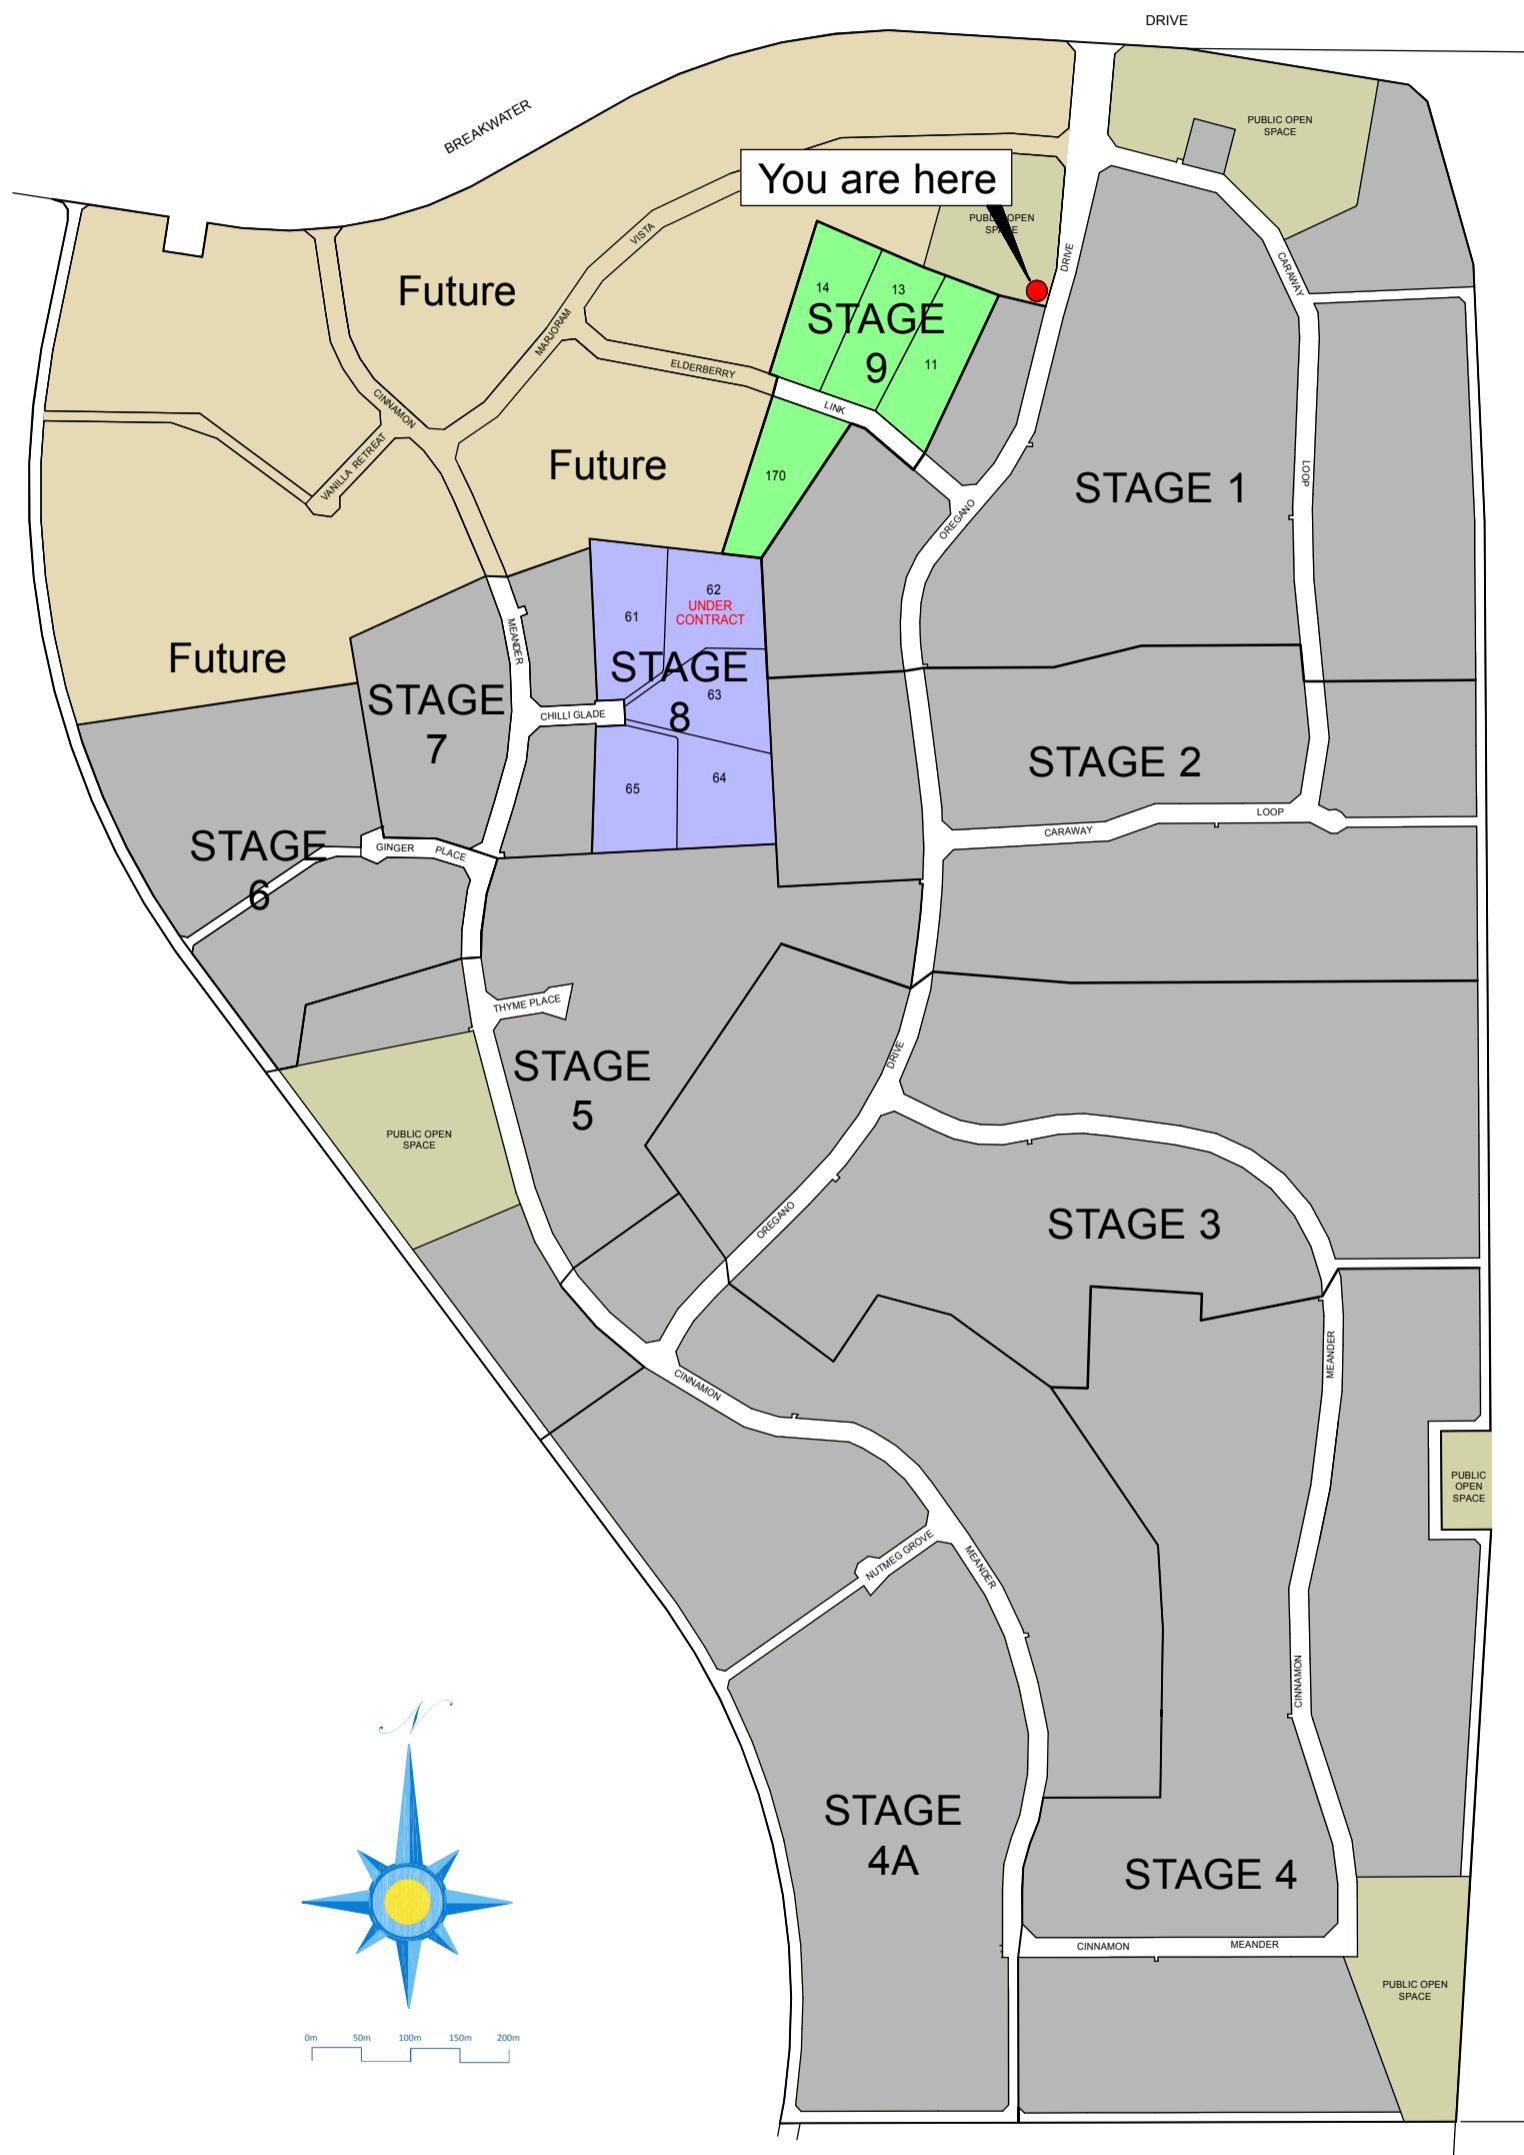 DRIVE
BREAKWATER
PUBLIC OPEN
SPACE
You are here
PUBLIC OPEN
SPACE
VISTA
DRIVE
CARAWAY
Future
14
13
STAGE
9
11
MARJORAM
ELDERBERRY
LINK
CINNAMON
VANILLA RETREAT
Future
170
STAGE 1
LOOP
OREGANO
61
62
UNDER
CONTRACT
MEANDER
Future
STAGE
7
STAGE
8
63
CHILLI GLADE
65
64
STAGE 2
LOOP
CARAWAY
STAGE
6
GINGER
PLACE
THYME PLACE
STAGE
5
DRIVE
PUBLIC OPEN
SPACE
OREGANO
STAGE 3
MEANDER
CINNAMON
PUBLIC
OPEN
SPACE
NUTMEG GROVE
MEANDER
CINNAMON
N
STAGE
4A
STAGE 4
CINNAMON
MEANDER
PUBLIC OPEN
SPACE
0m
50m
100m
150m
200m